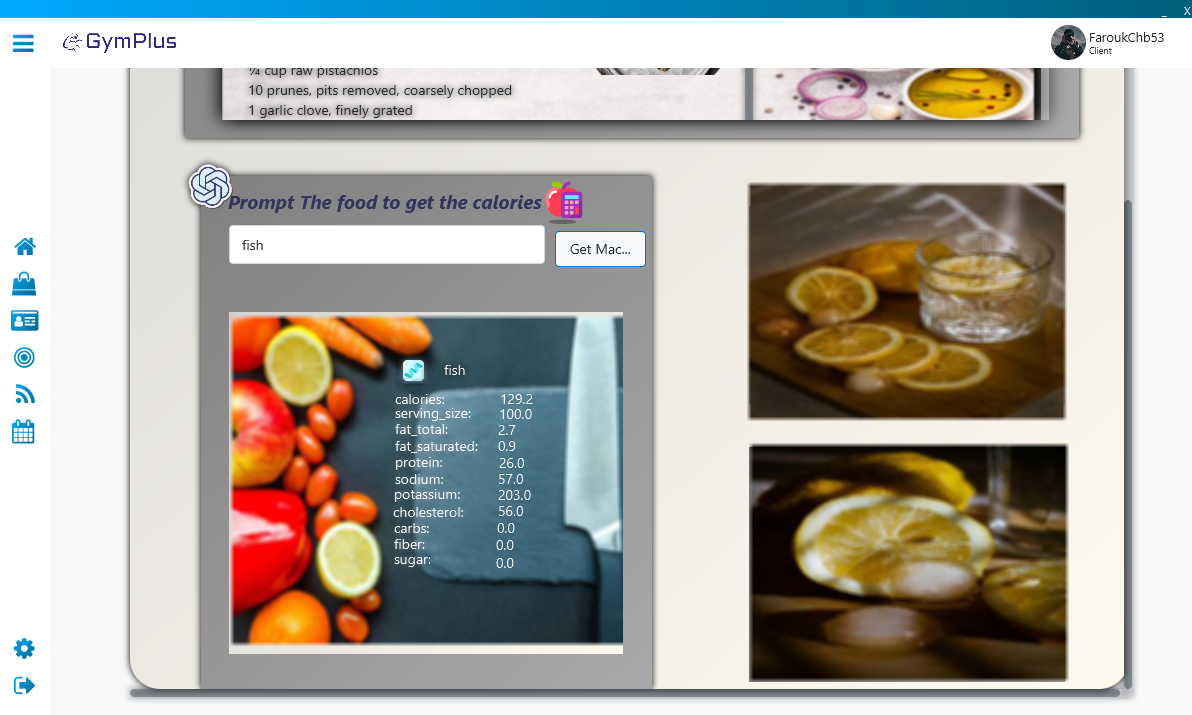 X
GymPlus
FaroukChb53
Client
¼ cup raw pistachios
10 prunes, pits removed, coarsely chopped
1 garlic clove, finely grated
Prompt The food to get the calories
fish
Get Mac...
fish
calories: 129.2
serving_size: 100.0
fat_total: 2.7
fat_saturated: 0.9
protein: 26.0
sodium: 57.0
potassium: 203.0
cholesterol: 56.0
carbs: 0.0
fiber: 0.0
sugar: 0.0